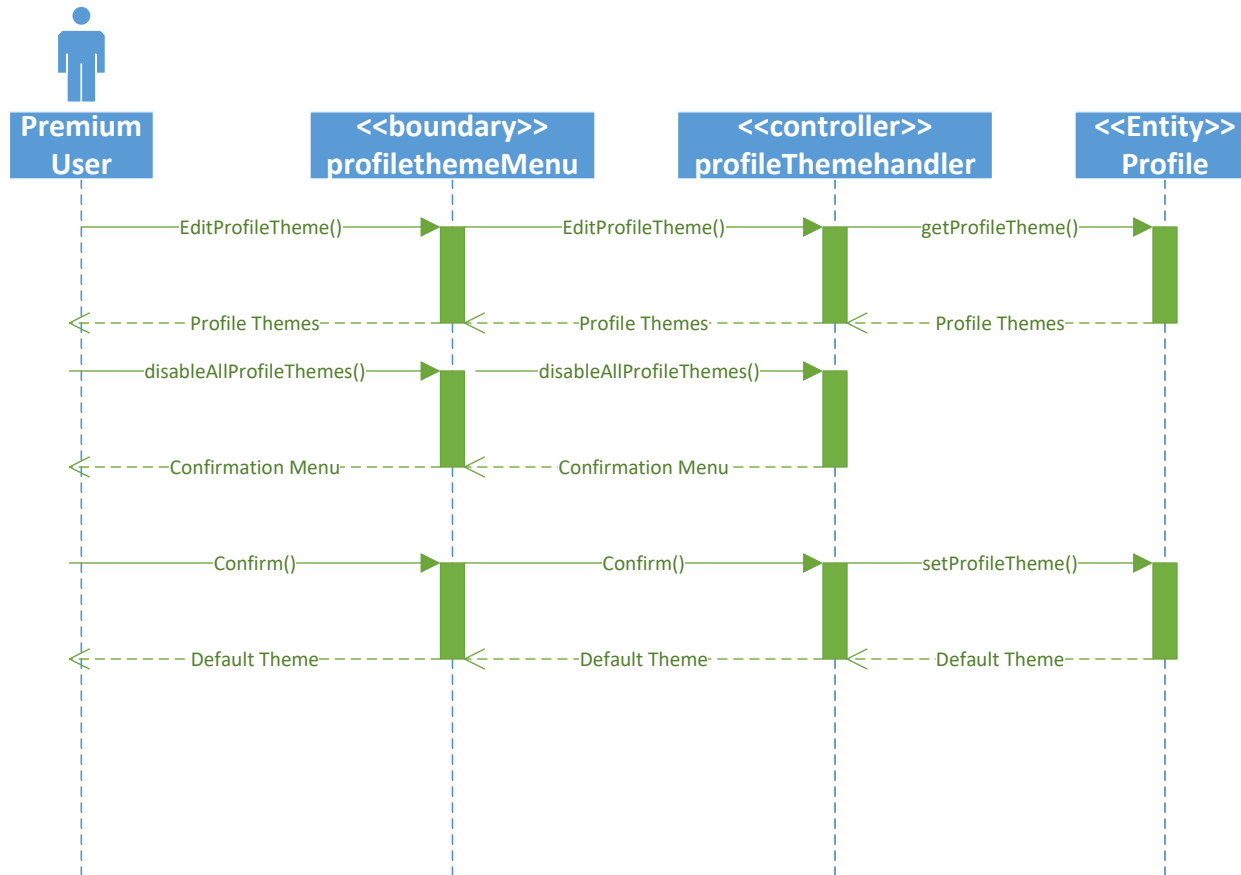 Premium
User
<<boundary>>
profilethemeMenu
<<controller>>
profileThemehandler
<<Entity>>
Profile
EditProfileTheme()
EditProfileTheme()
getProfileTheme()
Profile Themes
Profile Themes
Profile Themes
disableAllProfileThemes()
disableAllProfileThemes()
Confirmation Menu
Confirmation Menu
Confirm()
Confirm()
setProfileTheme()
Default Theme
Default Theme
Default Theme